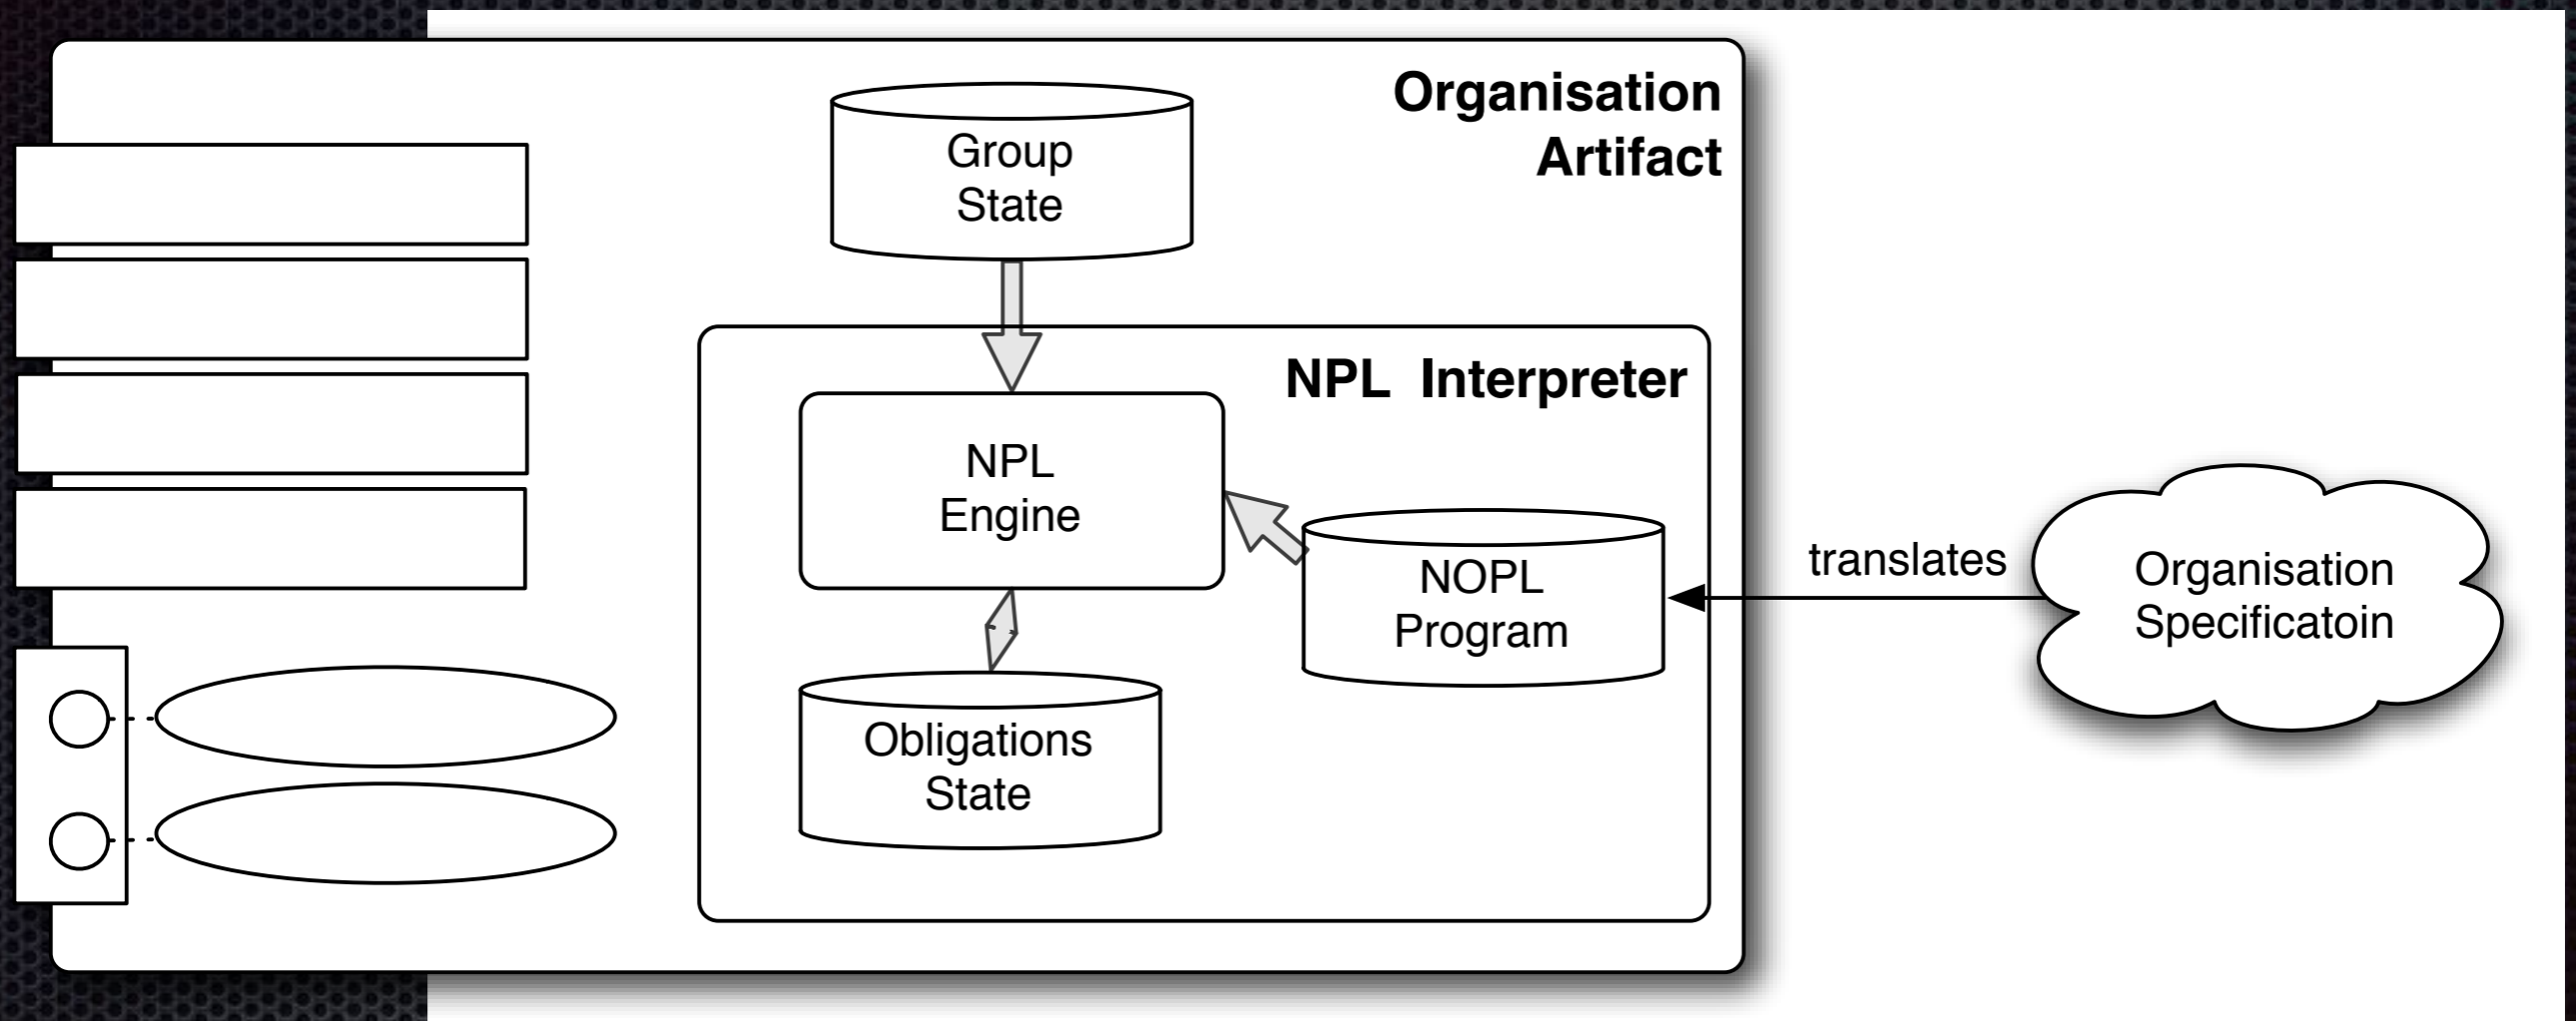 Organisation
Artifact
Group
State
NPL Interpreter
NPL
Engine
NOPL
Program
translates
Organisation
Specificatoin
Obligations
State